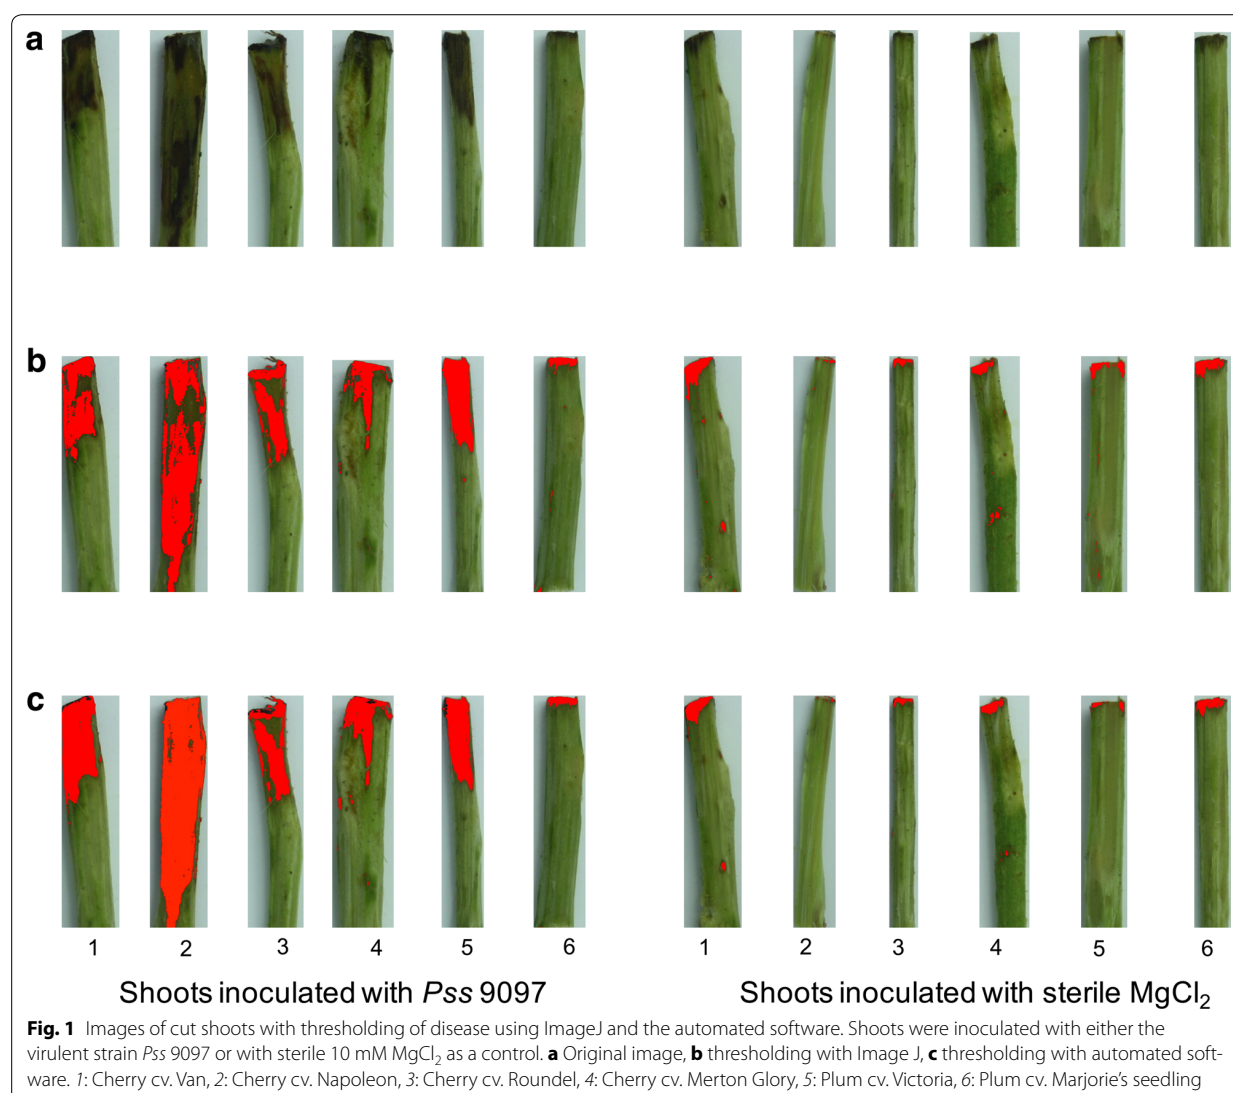 a
b
c
1 2 3 4 5 6 1 2 3 4 5 6
Shoots inoculated with Pss 9097 Shoots inoculated with sterile MgCl₂
Fig. 1 Images of cut shoots with thresholding of disease using ImageJ and the automated software. Shoots were inoculated with either the
virulent strain Pss 9097 or with sterile 10 mM MgCl₂ as a control. a Original image, b thresholding with Image J, c thresholding with automated soft-
ware. 1: Cherry cv. Van, 2: Cherry cv. Napoleon, 3: Cherry cv. Roundel, 4: Cherry cv. Merton Glory, 5: Plum cv. Victoria, 6: Plum cv. Marjorie’s seedling